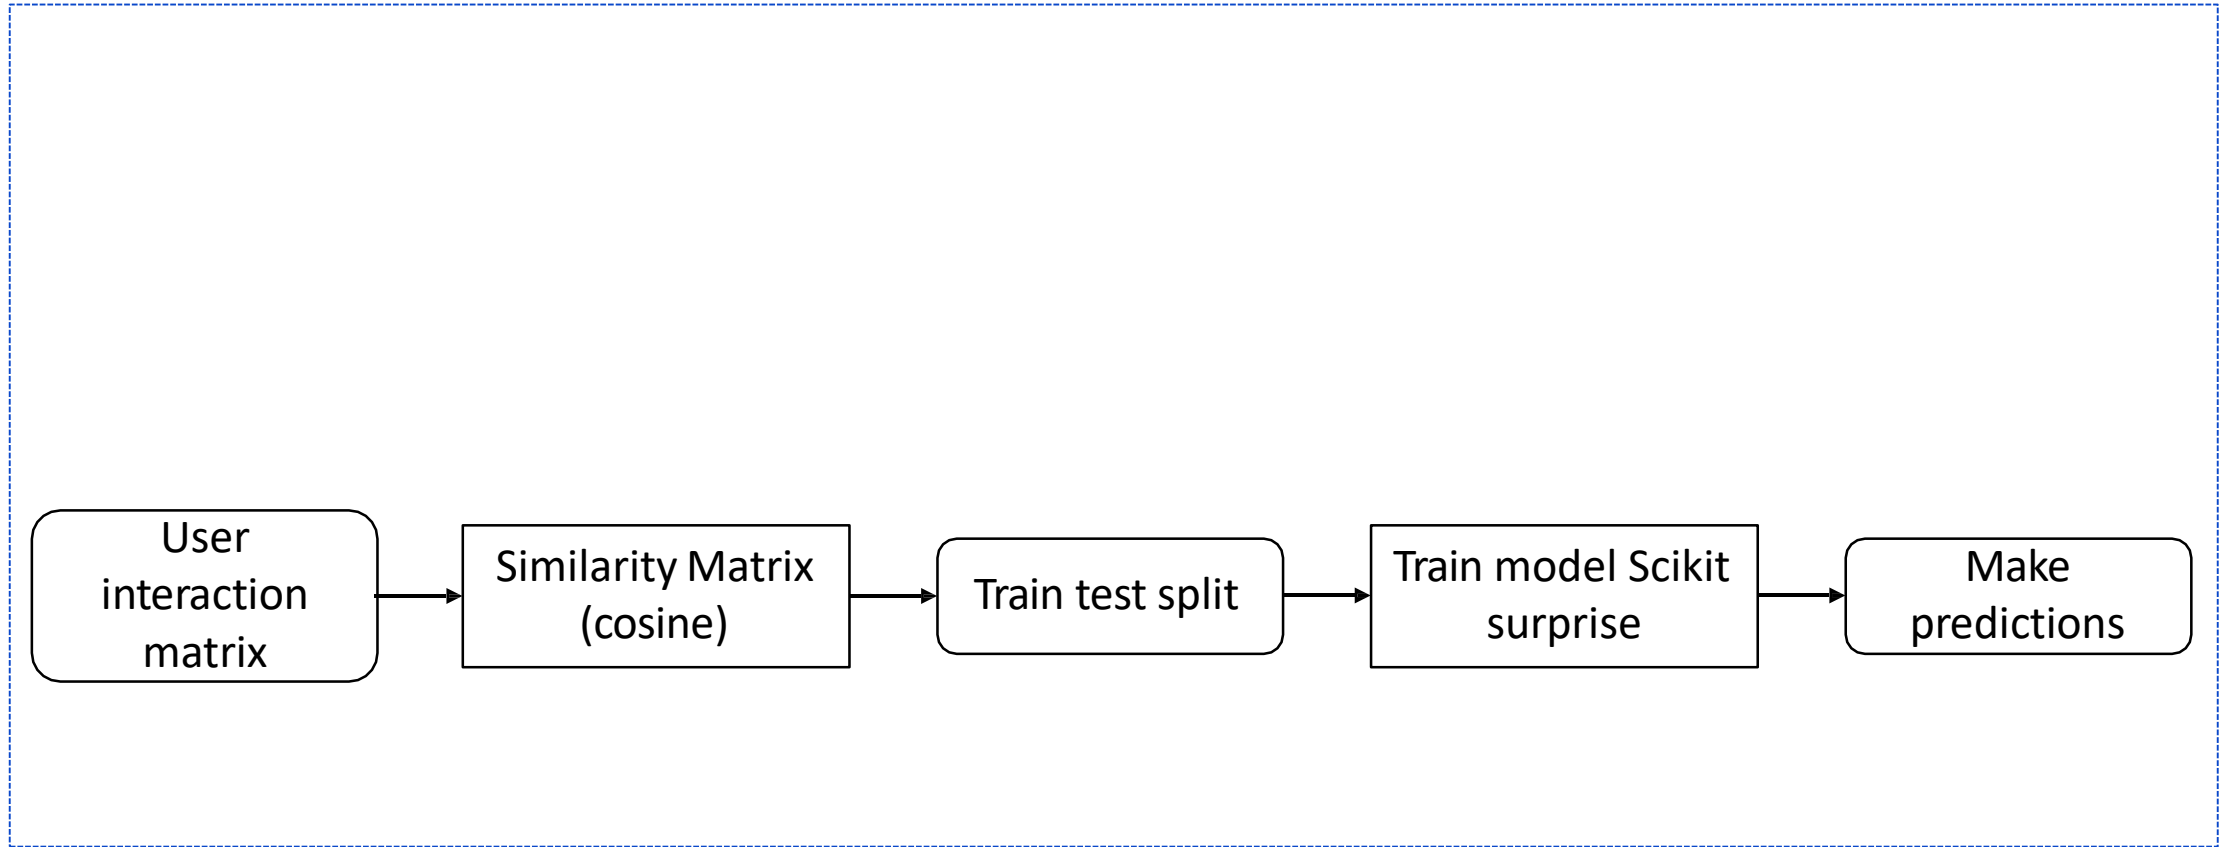 User
interaction
matrix
Similarity Matrix
(cosine)
Train test split
Train model Scikit
surprise
Make
predictions